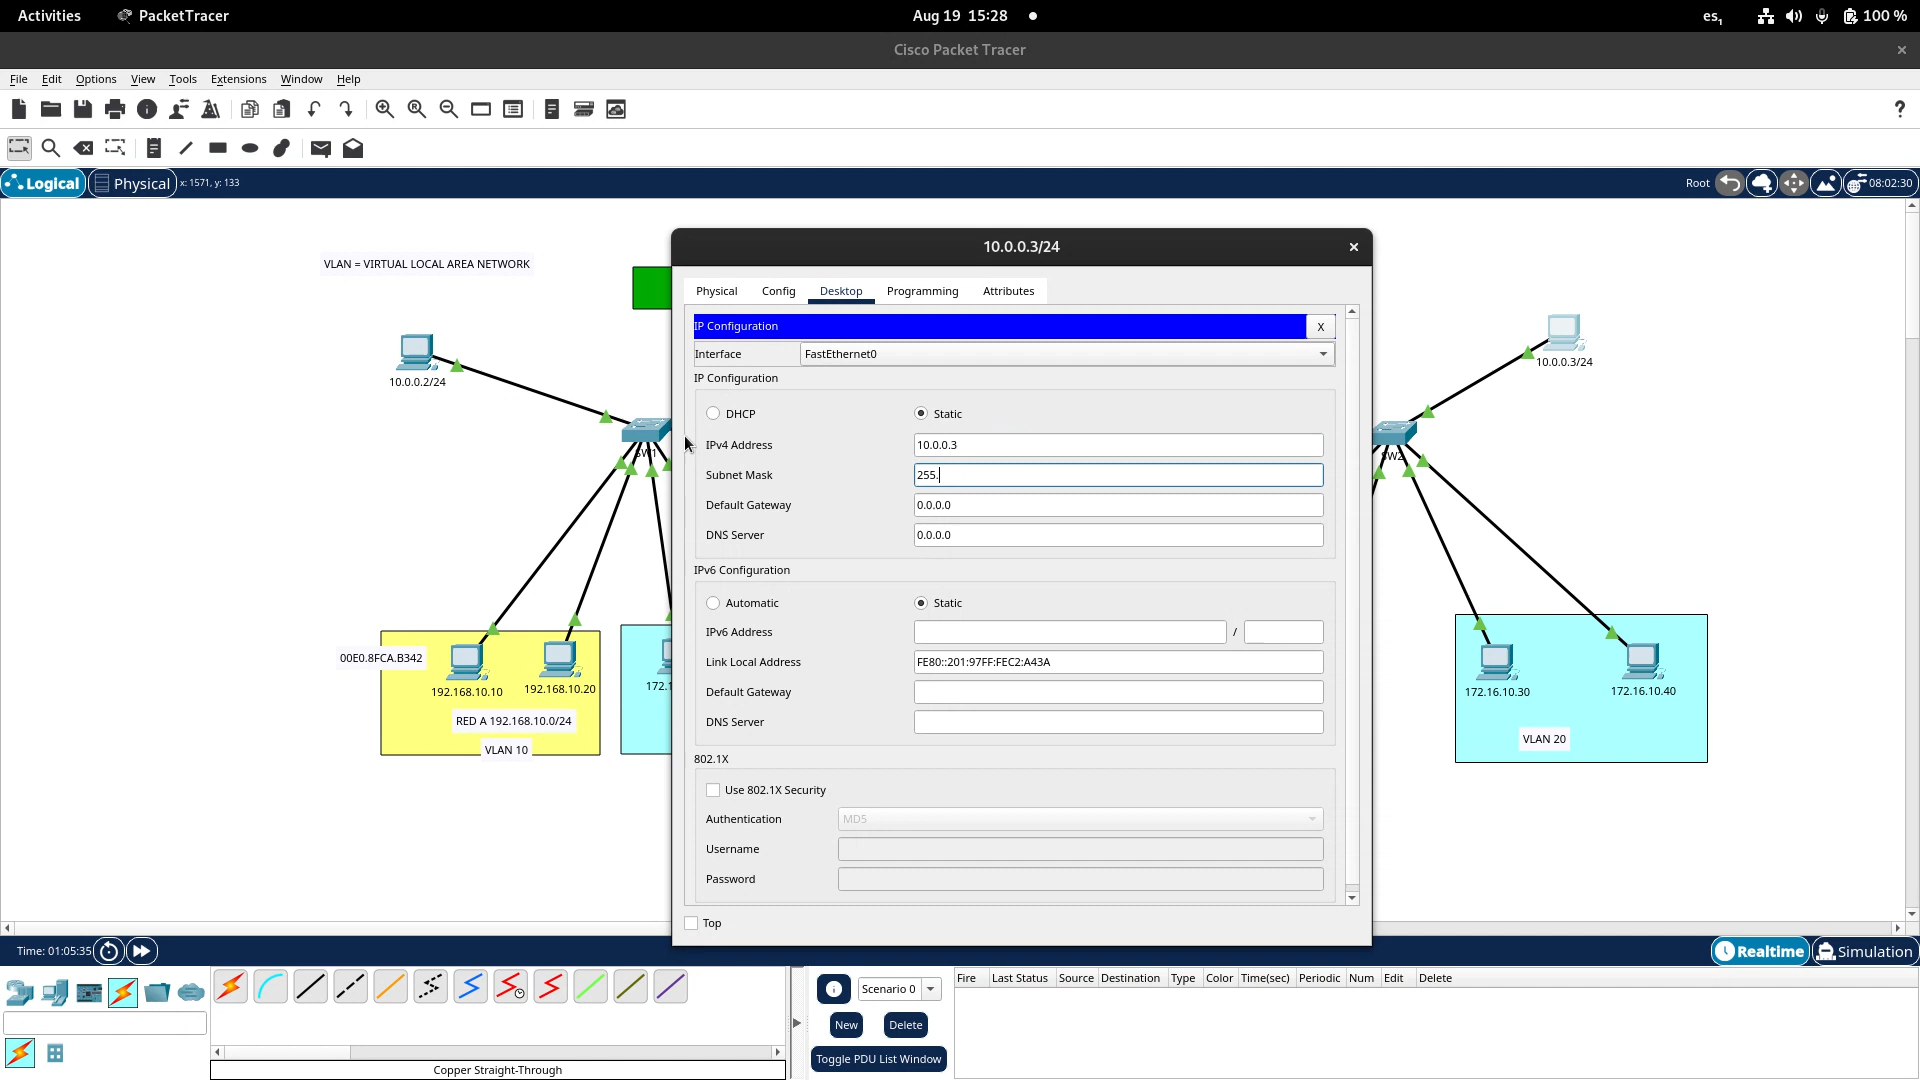 Activities
PacketTracer
Aug 19 15:28
es₁
100 %
Cisco Packet Tracer
File Edit Options View Tools Extensions Window Help
Logical
Physical
x: 1571, y: 133
Root
08:02:30
VLAN = VIRTUAL LOCAL AREA NETWORK
10.0.0.2/24
SW1
00E0.8FCA.B342
192.168.10.10
192.168.10.20
RED A 192.168.10.0/24
VLAN 10
172.1
10.0.0.3/24
Physical Config Desktop Programming Attributes
IP Configuration
X
Interface
FastEthernet0
IP Configuration
DHCP
Static
IPv4 Address
10.0.0.3
Subnet Mask
255.
Default Gateway
0.0.0.0
DNS Server
0.0.0.0
IPv6 Configuration
Automatic
Static
IPv6 Address
/
Link Local Address
FE80::201:97FF:FEC2:A43A
Default Gateway
DNS Server
802.1X
Use 802.1X Security
Authentication
MD5
Username
Password
Top
10.0.0.3/24
SW2
172.16.10.30
172.16.10.40
VLAN 20
Time: 01:05:35
Realtime
Simulation
Copper Straight-Through
Scenario 0
New
Delete
Toggle PDU List Window
Fire Last Status Source Destination Type Color Time(sec) Periodic Num Edit Delete